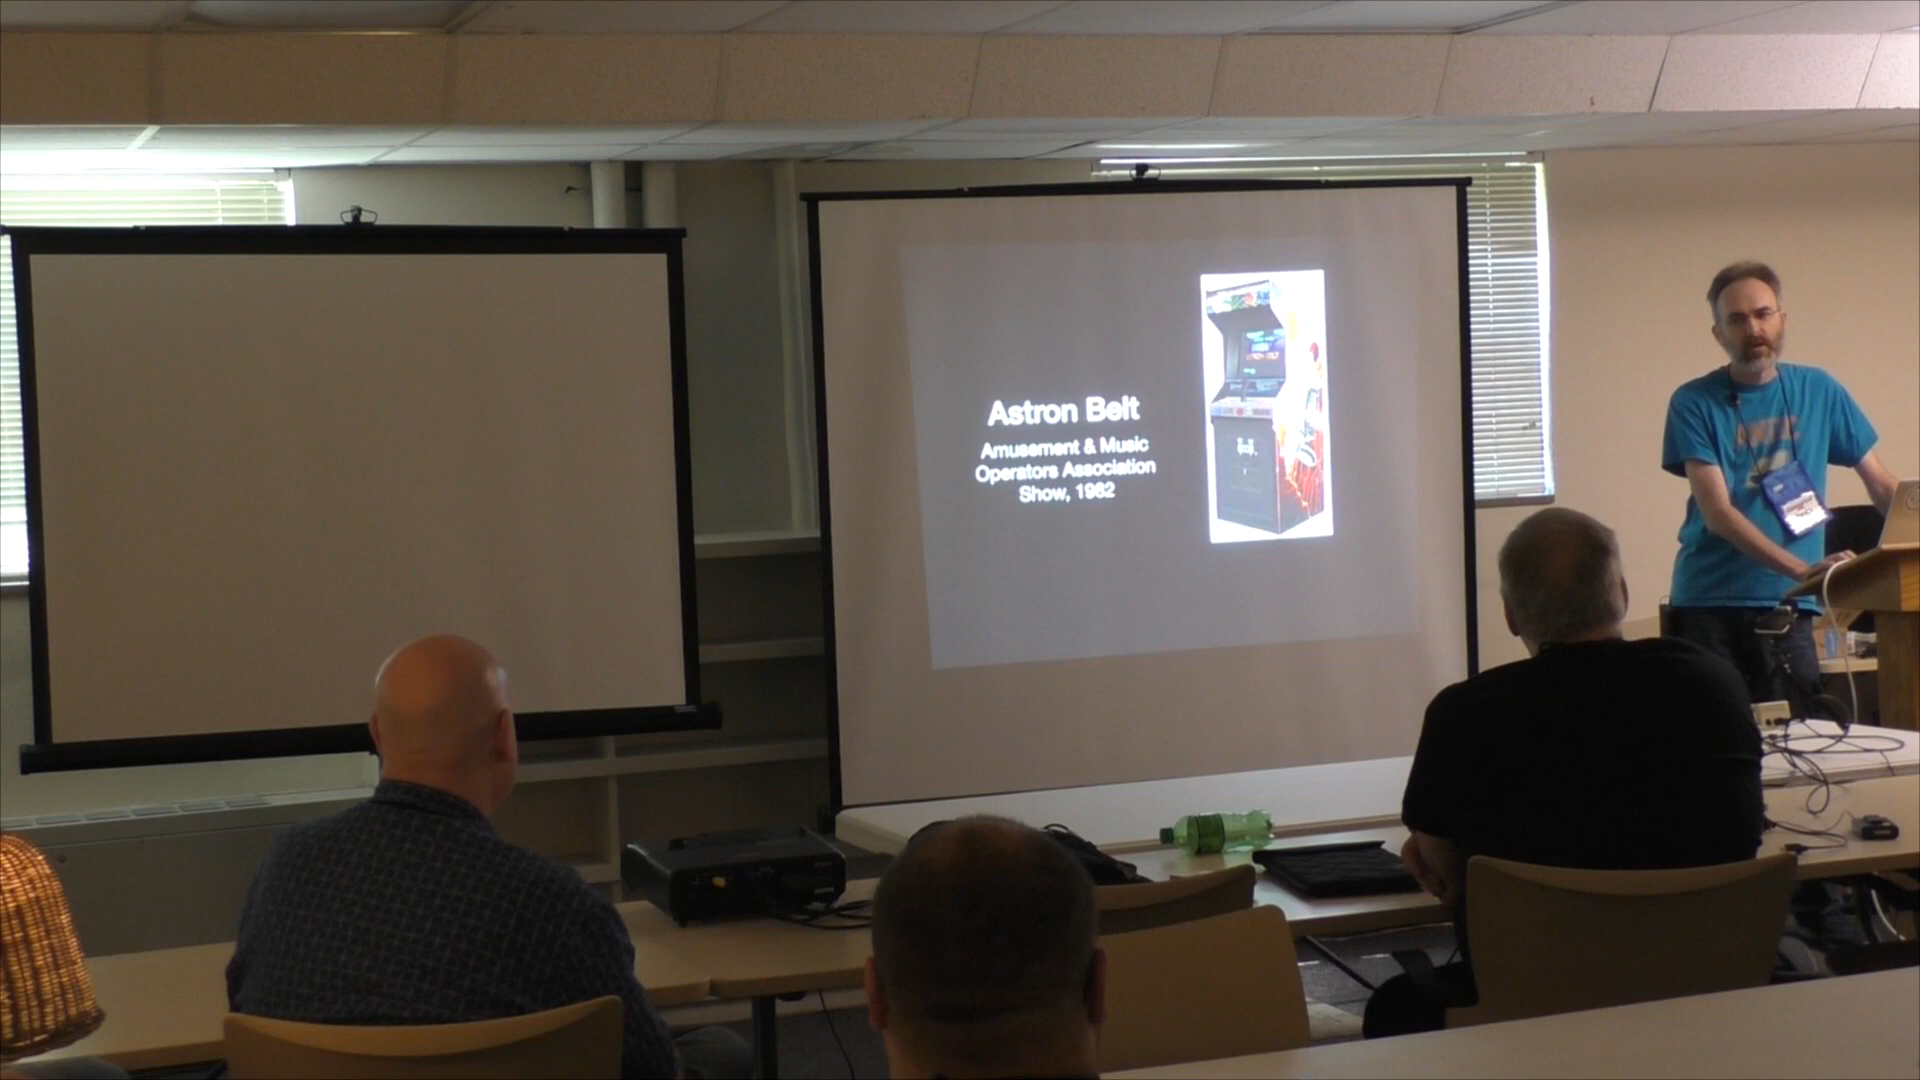 Astron Belt
Amusement & Music
Operators Association
Show, 1982